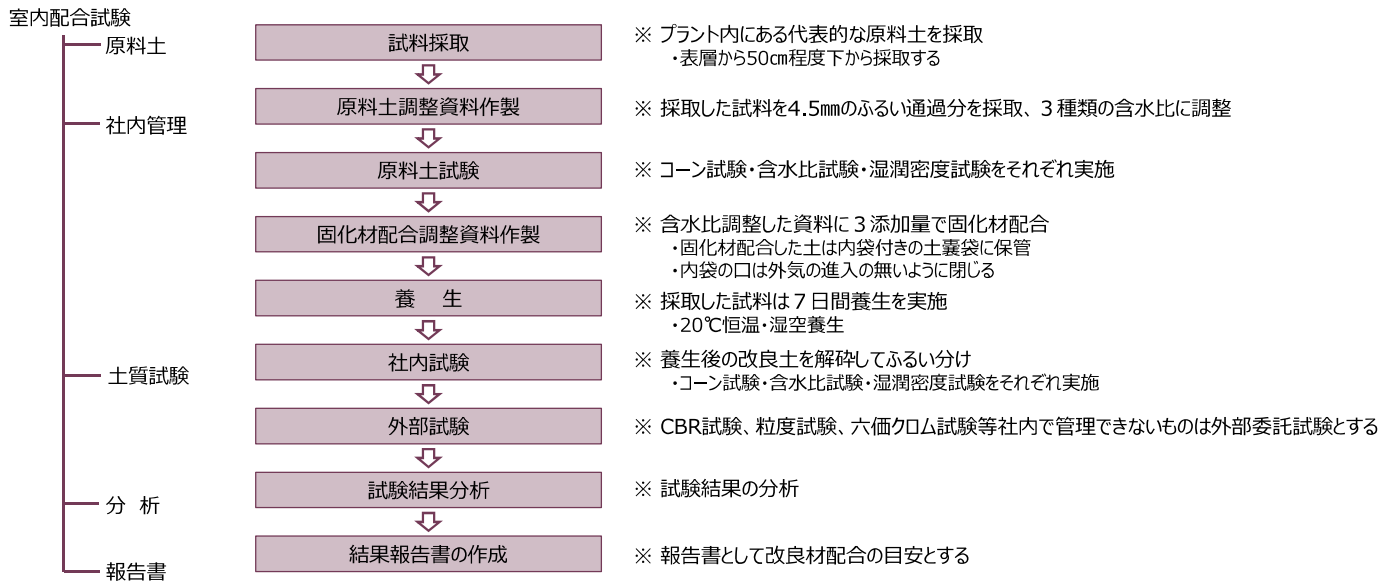 室内配合試験
原料土
試料採取
※ プラント内にある代表的な原料土を採取
・表層から50㎝程度下から採取する
社内管理
原料土調整資料作製
※ 採取した試料を4.5㎜のふるい通過分を採取、３種類の含水比に調整
原料土試験
※ コーン試験・含水比試験・湿潤密度試験をそれぞれ実施
固化材配合調整資料作製
※ 含水比調整した資料に３添加量で固化材配合
・固化材配合した土は内袋付きの土嚢袋に保管
・内袋の口は外気の進入の無いように閉じる
養　生
※ 採取した試料は７日間養生を実施
・20℃恒温・湿空養生
土質試験
社内試験
※ 養生後の改良土を解砕してふるい分け
・コーン試験・含水比試験・湿潤密度試験をそれぞれ実施
外部試験
※ CBR試験、粒度試験、六価クロム試験等社内で管理できないものは外部委託試験とする
分 析
試験結果分析
※ 試験結果の分析
報告書
結果報告書の作成
※ 報告書として改良材配合の目安とする